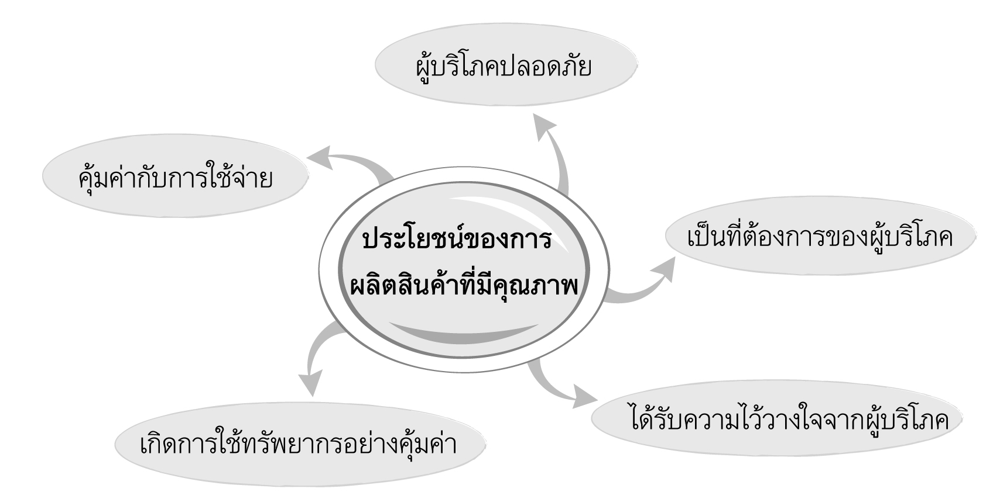 ผู้บริโภคปลอดภัย
คุ้มค่ากับการใช้จ่าย
เป็นที่ต้องการของผู้บริโภค
ประโยชน์ของการ
ผลิตสินค้าที่มีคุณภาพ
ได้รับความไว้วางใจจากผู้บริโภค
เกิดการใช้ทรัพยากรอย่างคุ้มค่า